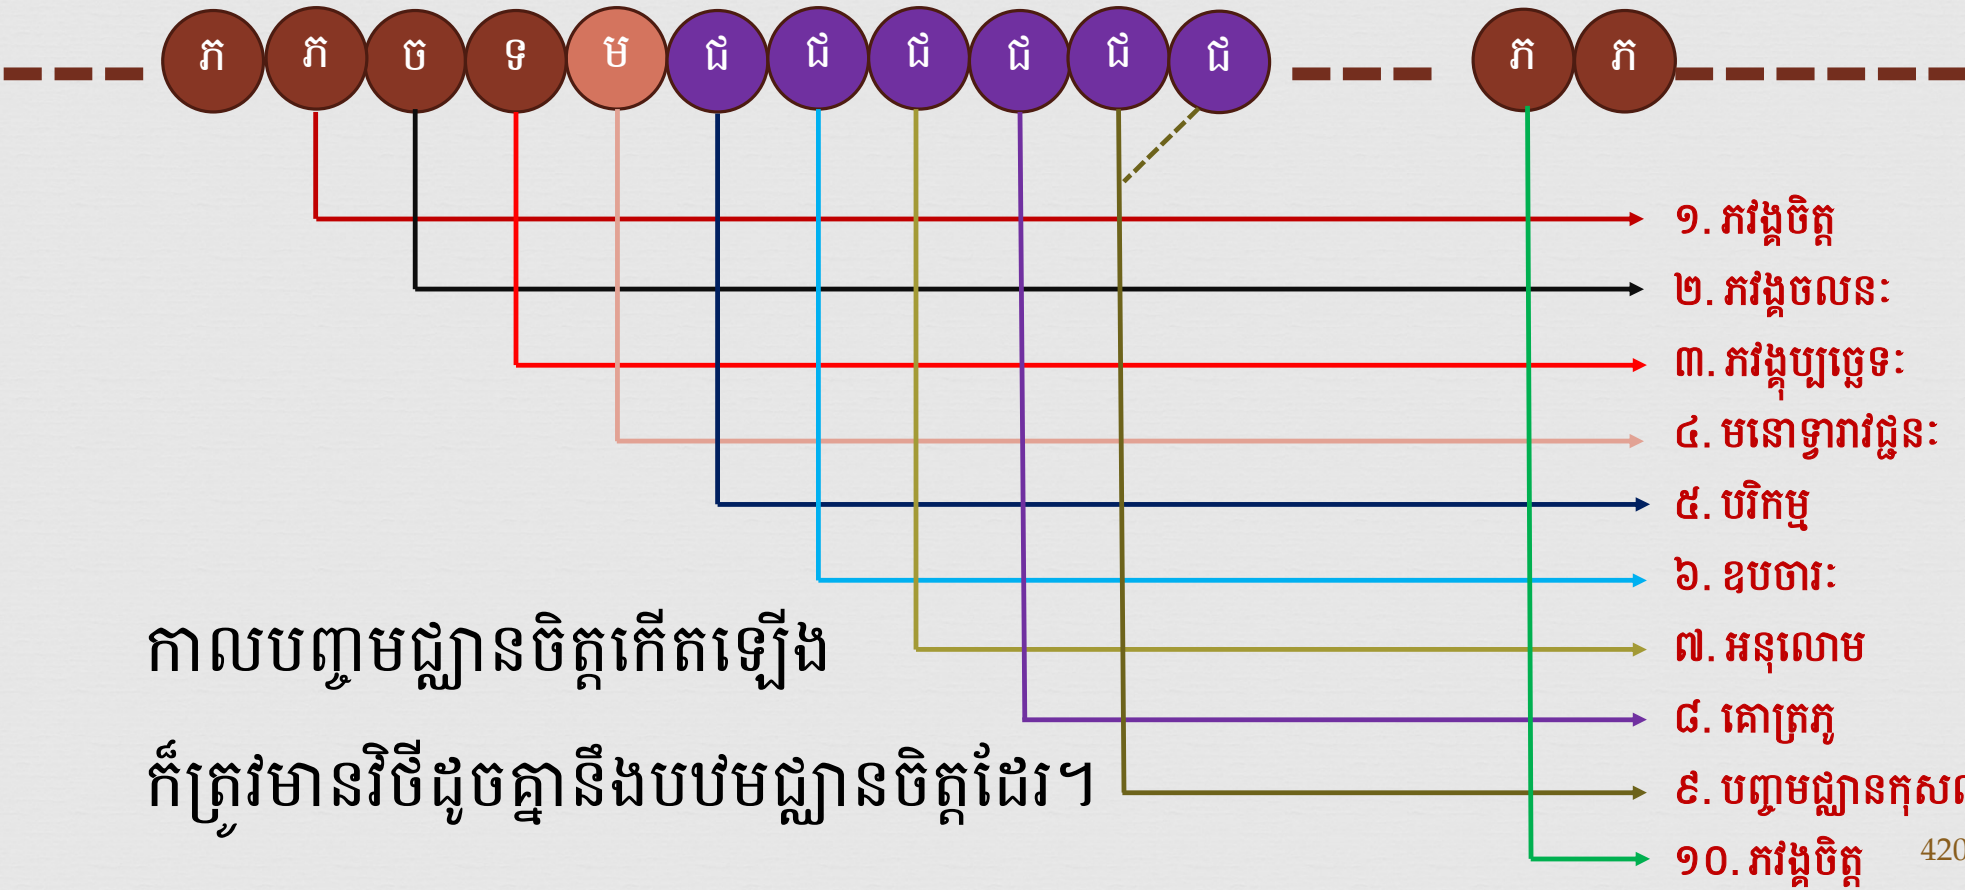 ភ ភ ច ទ ម ជ ជ ជ ជ ជ ជ ភ ភ
១. ភវង្គចិត្ត
២. ភវង្គចលនៈ
៣. ភវង្គុប្បច្ឆេទៈ
៤. មនោទ្វារាវជ្ជនៈ
៥. បរិកម្ម
៦. ឧបចារៈ
៧. អនុលោម
៨. គោត្រភូ
៩. បញ្ចមជ្ឈានកុសល
១០. ភវង្គចិត្ត
កាលបញ្ចមជ្ឈានចិត្តកើតឡើង
ក៏ត្រូវមានវិថីដូចគ្នានឹងបឋមជ្ឈានចិត្តដែរ។
420